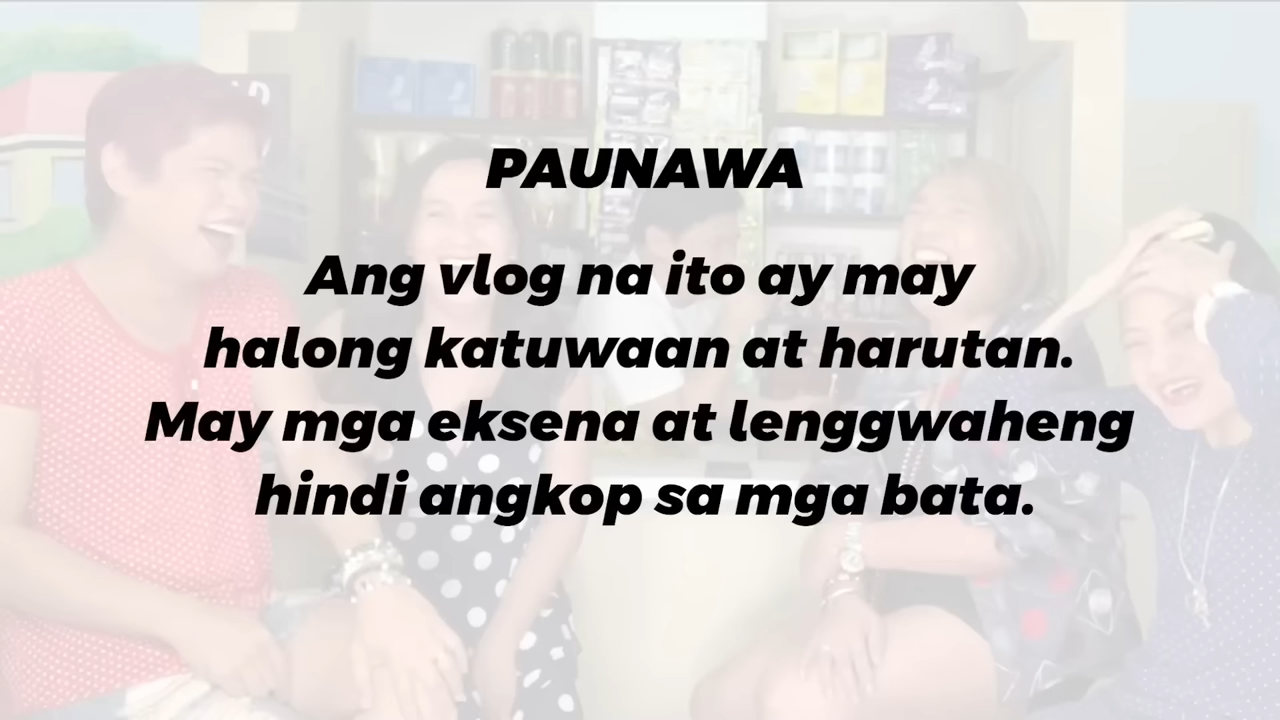 PAUNAWA
Ang vlog na ito ay may
halong katuwaan at harutan.
May mga eksena at lenggwaheng
hindi angkop sa mga bata.